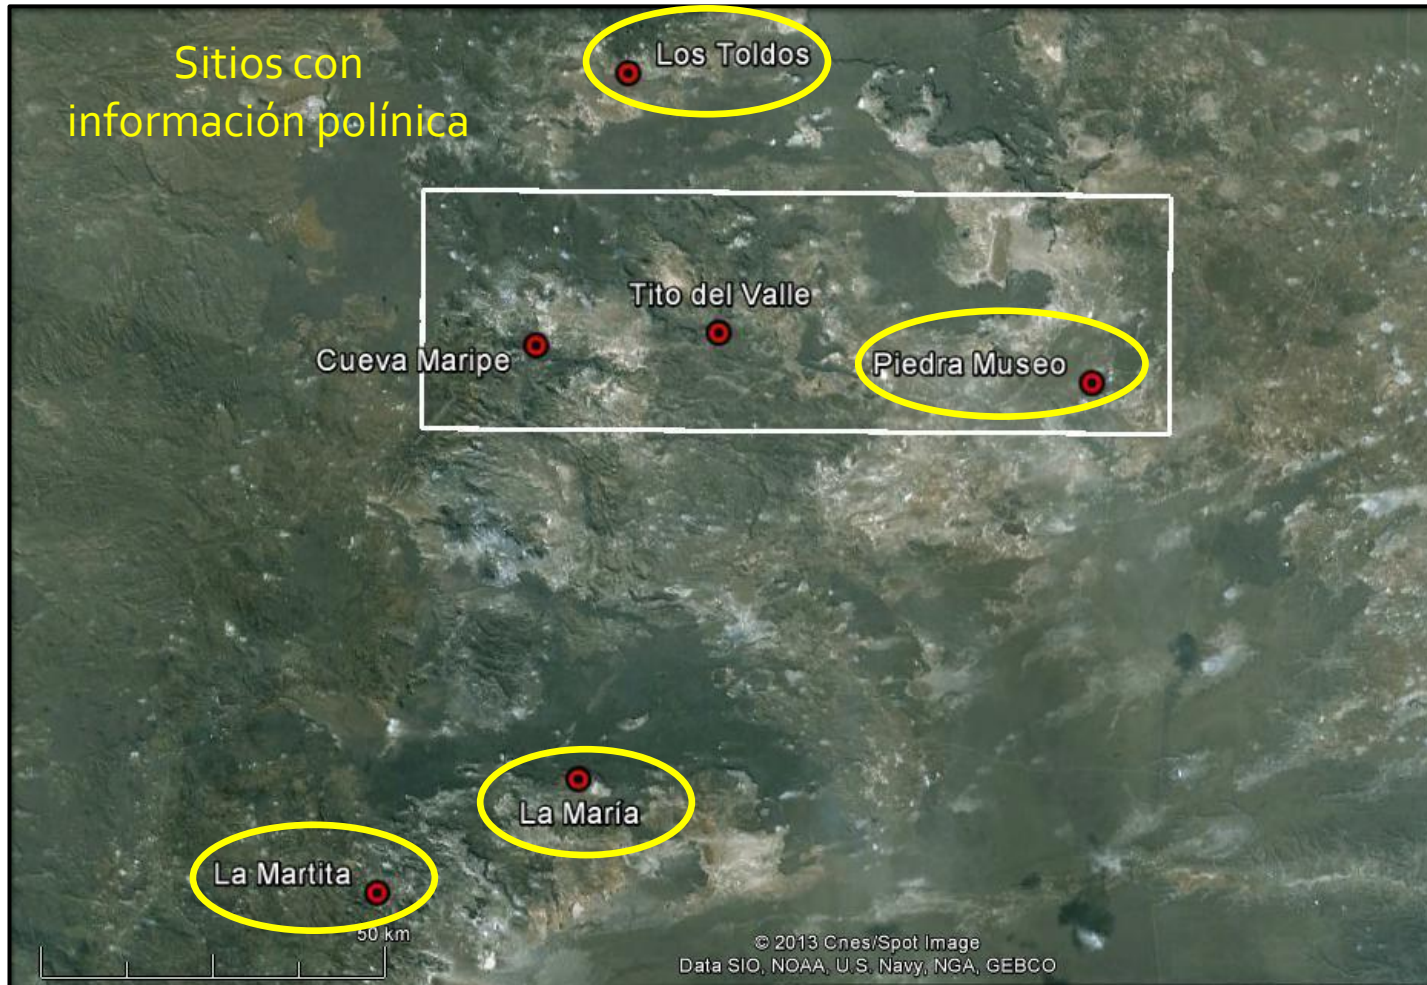 Sitios con
información polínica
Los Toldos
Tito del Valle
Cueva Maripe
Piedra Museo
La María
La Martita
50 km
© 2013 Cnes/Spot Image
Data SIO, NOAA, U.S. Navy, NGA, GEBCO